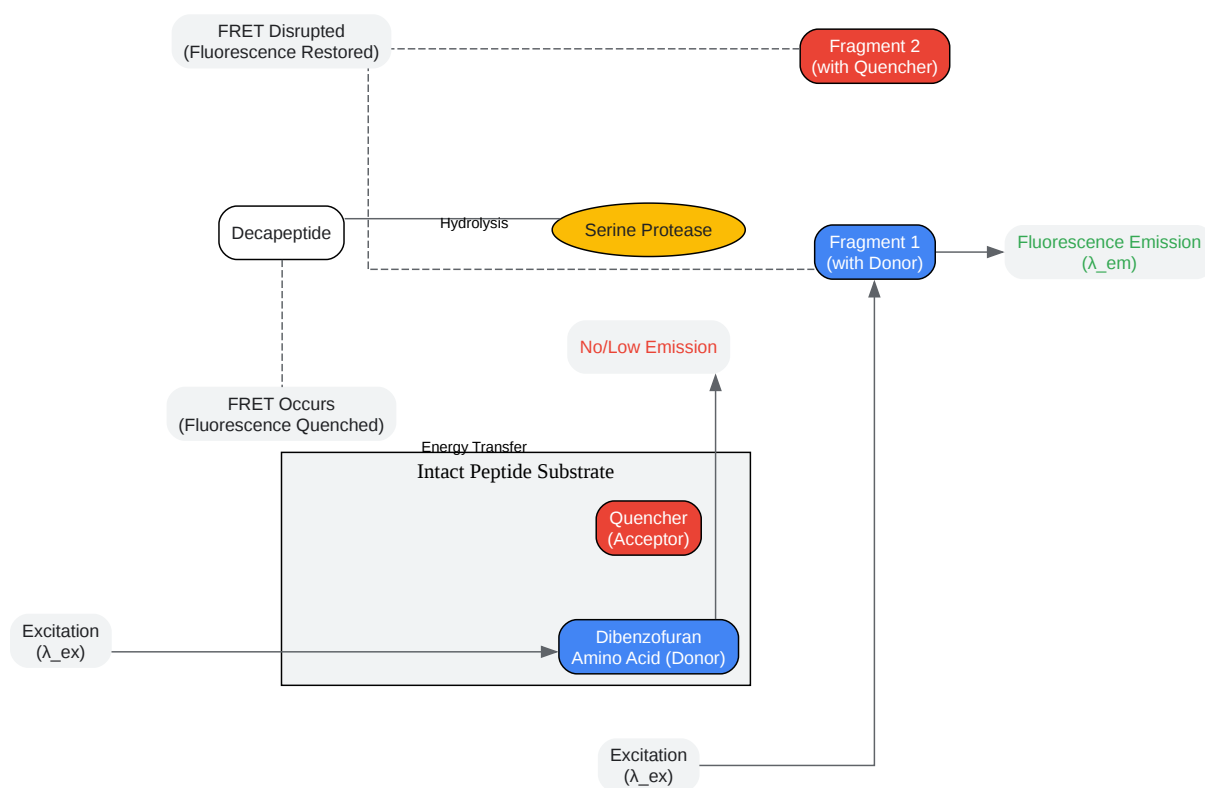 FRET Disrupted
(Fluorescence Restored)
Fragment 2
(with Quencher)
Decapeptide
Hydrolysis
Serine Protease
Fragment 1
(with Donor)
Fluorescence Emission
(λ_em)
No/Low Emission
FRET Occurs
(Fluorescence Quenched)
Energy Transfer
Intact Peptide Substrate
Quencher
(Acceptor)
Excitation
(λ_ex)
Dibenzofuran
Amino Acid (Donor)
Excitation
(λ_ex)